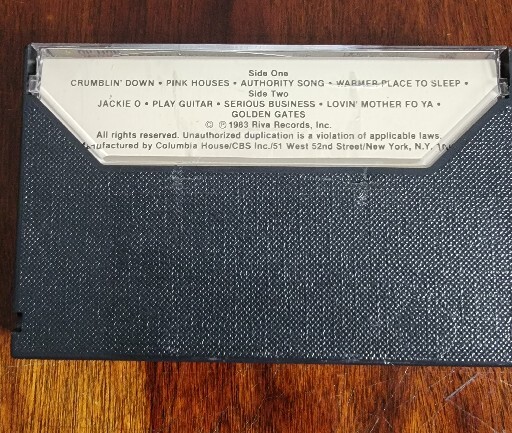 Side One
CRUMBLIN' DOWN • PINK HOUSES • AUTHORITY SONG • WARMER PLACE TO SLEEP •
Side Two
JACKIE O • PLAY GUITAR • SERIOUS BUSINESS • LOVIN' MOTHER FO YA •
GOLDEN GATES
© ℗ 1983 Riva Records, Inc.
All rights reserved. Unauthorized duplication is a violation of applicable laws.
ufactured by Columbia House/CBS Inc./51 West 52nd Street/New York, N.Y.